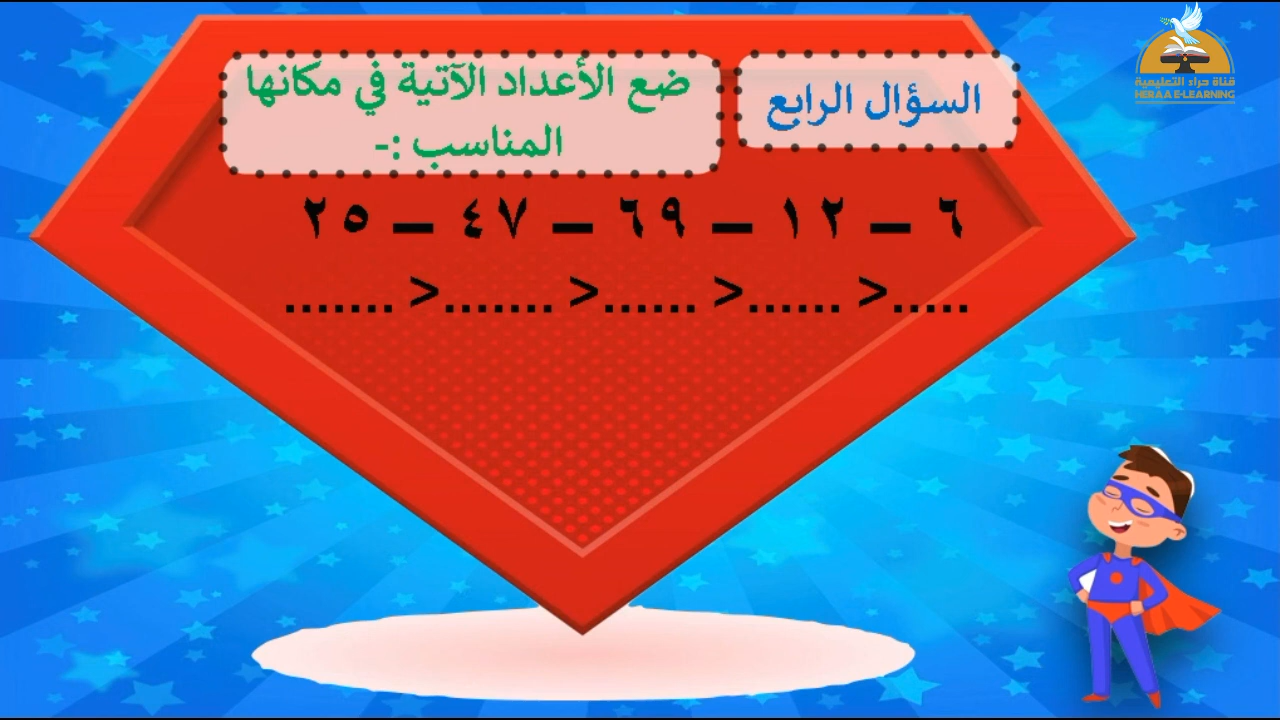 السؤال الرابع
ضع الأعداد الآتية في مكانها
المناسب :-
٦ – ١٢ – ٦٩ – ٤٧ – ٢٥
....... >....... >...... >...... >.....
قناة حراء التعليمية
HERAA E-LEARNING